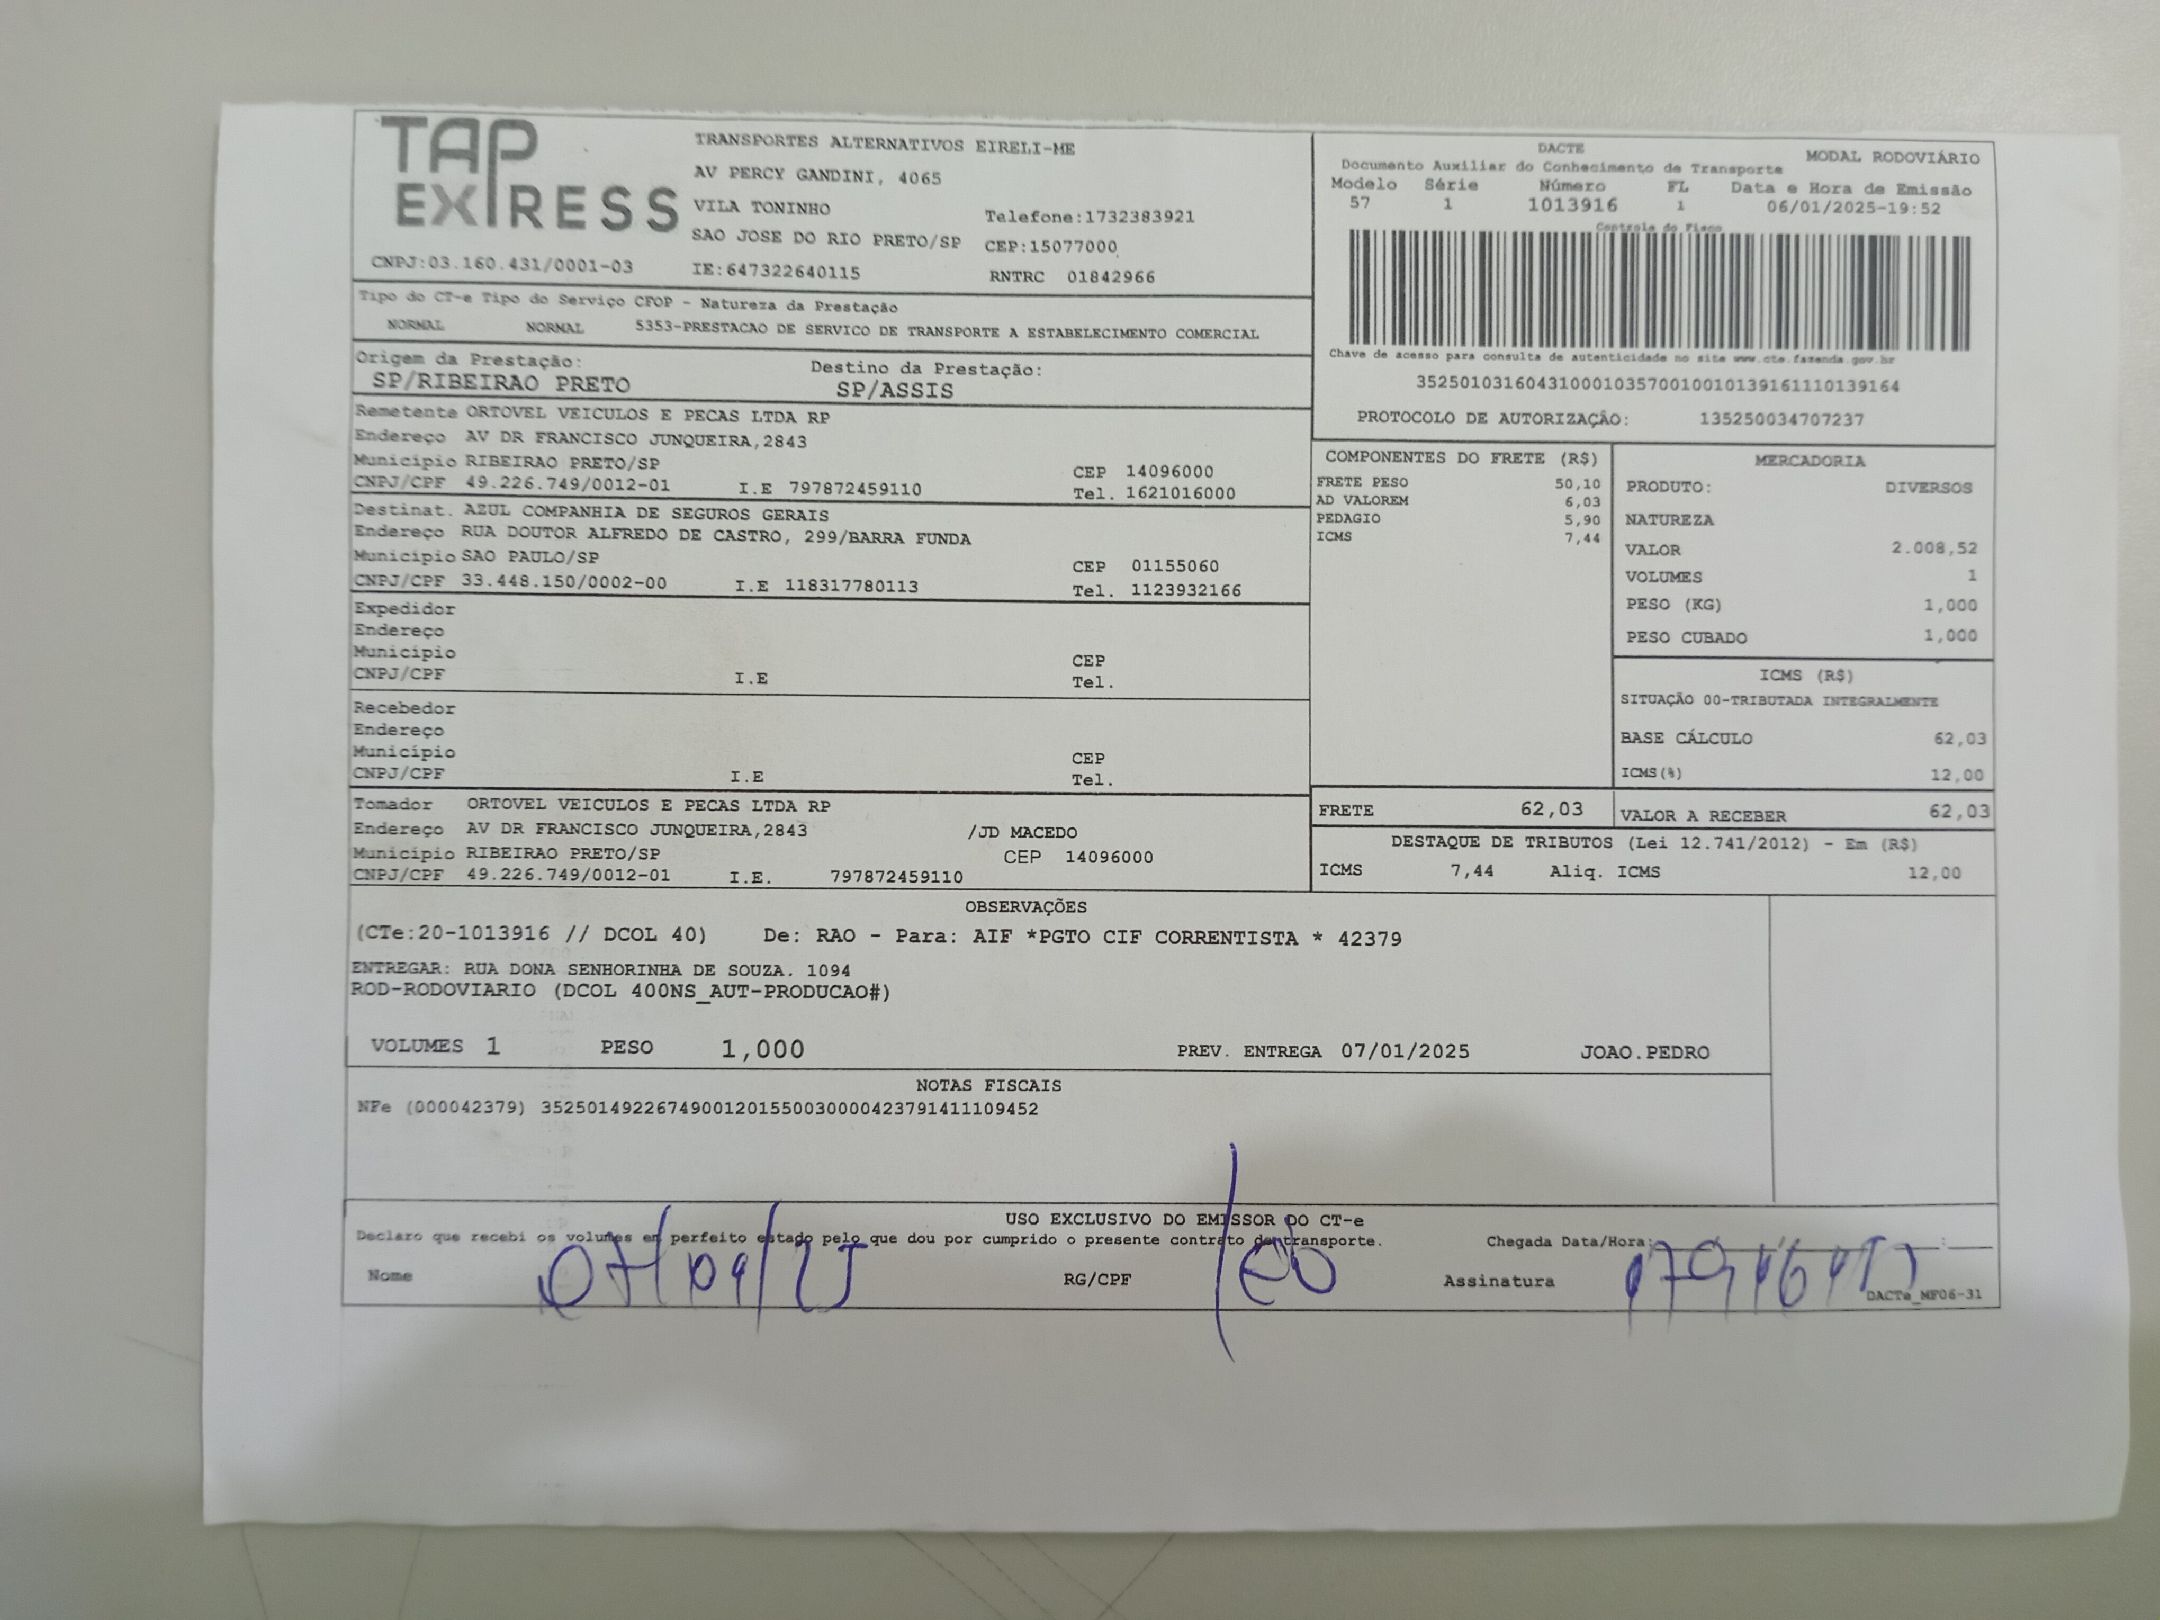 TAP EXPRESS
CNPJ:03.160.431/0001-03
TRANSPORTES ALTERNATIVOS EIRELI-ME
AV PERCY GANDINI, 4065
VILA TONINHO
Telefone:1732383921
SAO JOSE DO RIO PRETO/SP CEP:15077000
IE:647322640115 RNTRC 01842966
DACTE
Documento Auxiliar do Conhecimento de Transporte MODAL RODOVIÁRIO
Modelo Série Número FL Data e Hora de Emissão
57 1 1013916 1 06/01/2025-19:52
Controle do Fisco
Chave de acesso para consulta de autenticidade no site www.cte.fazenda.gov.br
35250103160431000103570010010139161110139164
PROTOCOLO DE AUTORIZAÇÃO: 135250034707237
Tipo do CT-e Tipo do Serviço CFOP - Natureza da Prestação
NORMAL NORMAL 5353-PRESTACAO DE SERVICO DE TRANSPORTE A ESTABELECIMENTO COMERCIAL
Origem da Prestação: Destino da Prestação:
SP/RIBEIRAO PRETO SP/ASSIS
Remetente ORTOVEL VEICULOS E PECAS LTDA RP
Endereço AV DR FRANCISCO JUNQUEIRA,2843
Município RIBEIRAO PRETO/SP CEP 14096000
CNPJ/CPF 49.226.749/0012-01 I.E 797872459110 Tel. 1621016000
Destinat. AZUL COMPANHIA DE SEGUROS GERAIS
Endereço RUA DOUTOR ALFREDO DE CASTRO, 299/BARRA FUNDA
Município SAO PAULO/SP CEP 01155060
CNPJ/CPF 33.448.150/0002-00 I.E 118317780113 Tel. 1123932166
Expedidor
Endereço
Município CEP
CNPJ/CPF I.E Tel.
Recebedor
Endereço
Município CEP
CNPJ/CPF I.E Tel.
Tomador ORTOVEL VEICULOS E PECAS LTDA RP
Endereço AV DR FRANCISCO JUNQUEIRA,2843 /JD MACEDO
Município RIBEIRAO PRETO/SP CEP 14096000
CNPJ/CPF 49.226.749/0012-01 I.E. 797872459110
COMPONENTES DO FRETE (R$)
FRETE PESO 50,10
AD VALOREM 6,03
PEDAGIO 5,90
ICMS 7,44
MERCADORIA
PRODUTO: DIVERSOS
NATUREZA
VALOR 2.008,52
VOLUMES 1
PESO (KG) 1,000
PESO CUBADO 1,000
ICMS (R$)
SITUAÇÃO 00-TRIBUTADA INTEGRALMENTE
BASE CÁLCULO 62,03
ICMS(%) 12,00
FRETE 62,03 VALOR A RECEBER 62,03
DESTAQUE DE TRIBUTOS (Lei 12.741/2012) - Em (R$)
ICMS 7,44 Aliq. ICMS 12,00
OBSERVAÇÕES
(CTe:20-1013916 // DCOL 40) De: RAO - Para: AIF *PGTO CIF CORRENTISTA * 42379
ENTREGAR: RUA DONA SENHORINHA DE SOUZA. 1094
ROD-RODOVIARIO (DCOL 400NS_AUT-PRODUCAO#)
VOLUMES 1 PESO 1,000 PREV. ENTREGA 07/01/2025 JOAO.PEDRO
NOTAS FISCAIS
NFe (000042379) 35250149226749001201550030000423791411109452
USO EXCLUSIVO DO EMISSOR DO CT-e
Declaro que recebi os volumes em perfeito estado pelo que dou por cumprido o presente contrato de transporte. Chegada Data/Hora:
Nome RG/CPF Assinatura
DACTe_MF06-31